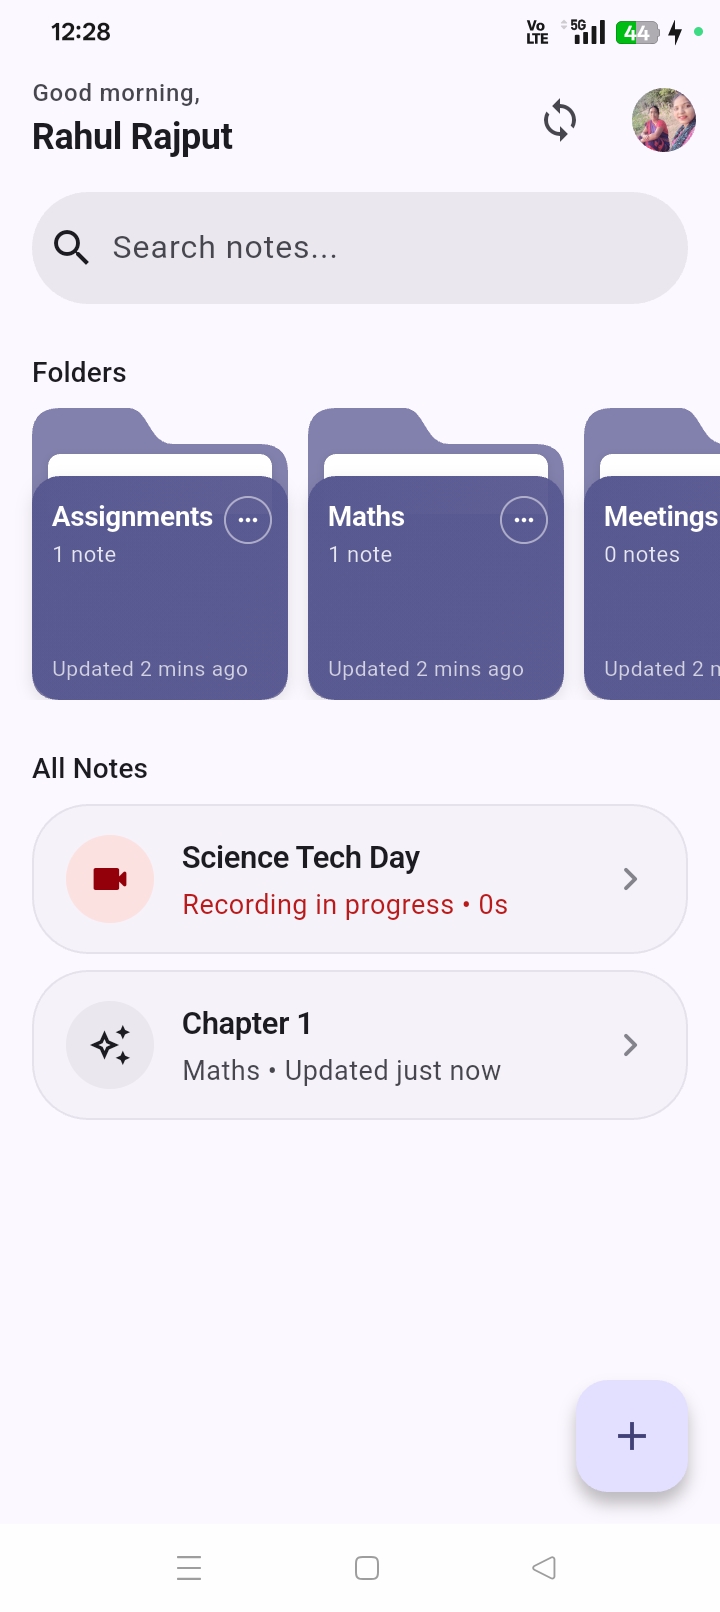 12:28
Vo LTE 5G 44
Good morning,
Rahul Rajput
Search notes...
Folders
Assignments
1 note
Updated 2 mins ago
Maths
1 note
Updated 2 mins ago
Meetings
0 notes
Updated 2 m
All Notes
Science Tech Day
Recording in progress • 0s
Chapter 1
Maths • Updated just now